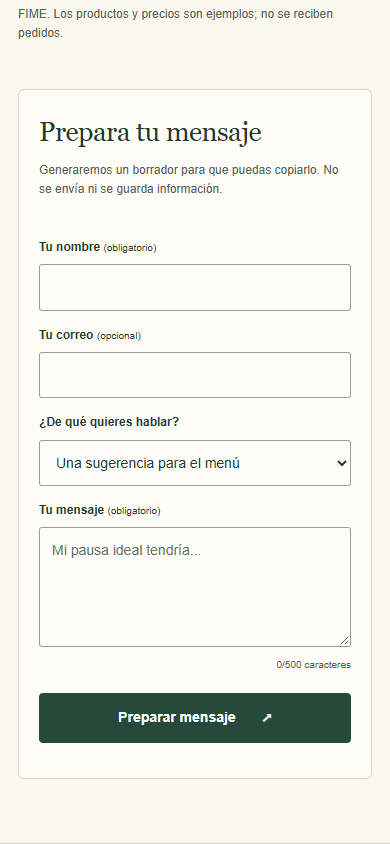 FIME. Los productos y precios son ejemplos; no se reciben
pedidos.
Prepara tu mensaje
Generaremos un borrador para que puedas copiarlo. No
se envía ni se guarda información.
Tu nombre (obligatorio)
Tu correo (opcional)
¿De qué quieres hablar?
Una sugerencia para el menú
Tu mensaje (obligatorio)
Mi pausa ideal tendría...
0/500 caracteres
Preparar mensaje ↗